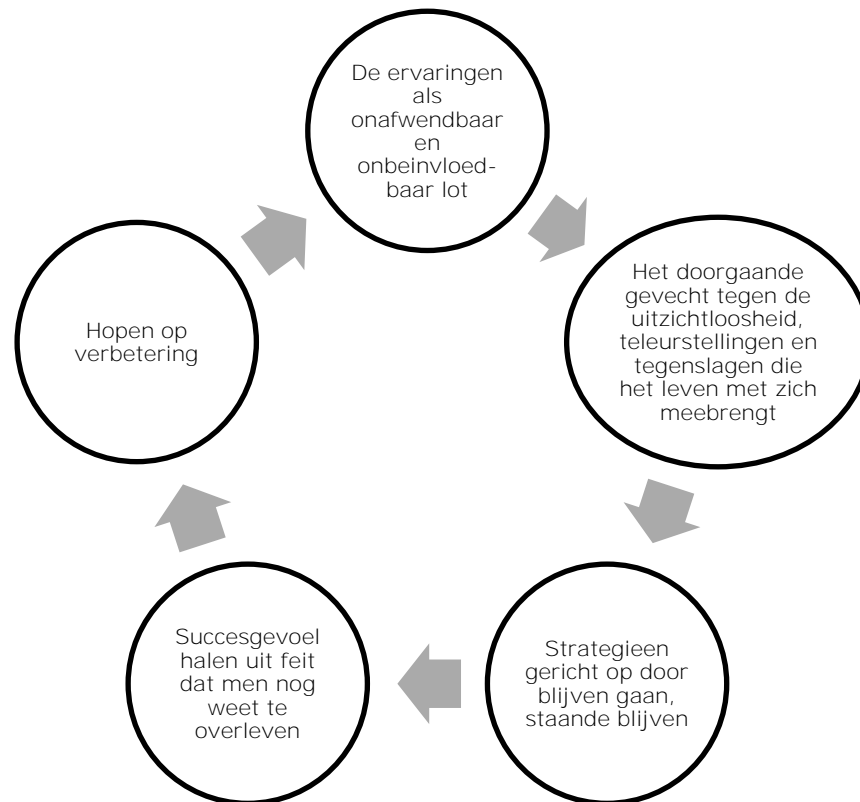 De ervaringen
als
onafwendbaar
en
onbeinvloed-
baar lot
Het doorgaande
gevecht tegen de
uitzichtloosheid,
teleurstellingen en
tegenslagen die
het leven met zich
meebrengt
Strategieen
gericht op door
blijven gaan,
staande blijven
Succesgevoel
halen uit feit
dat men nog
weet te
overleven
Hopen op
verbetering